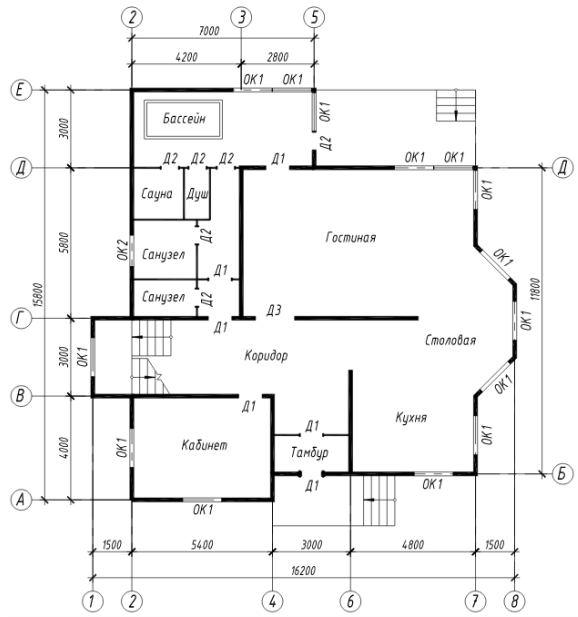 2 3 5
7000
4200 2800
ОК1 ОК1
Е
Бассейн
ОК1
3000
Д2
Д2 Д2 Д2 Д1
ОК1 ОК1
Д Д
Сауна Душ
ОК1
Д2
Гостиная
5800
ОК2
Санузел
ОК1
Д1
15800
11800
Санузел
Д2
Д3
ОК1
Г
Д1
Столовая
3000
ОК1
Коридор
ОК1
В
Д1
Кухня
Д1
ОК1
ОК1
4000
Кабинет
Тамбур
Б
Д1
ОК1
А
ОК1
1500 5400 3000 4800 1500
16200
1 2 4 6 7 8